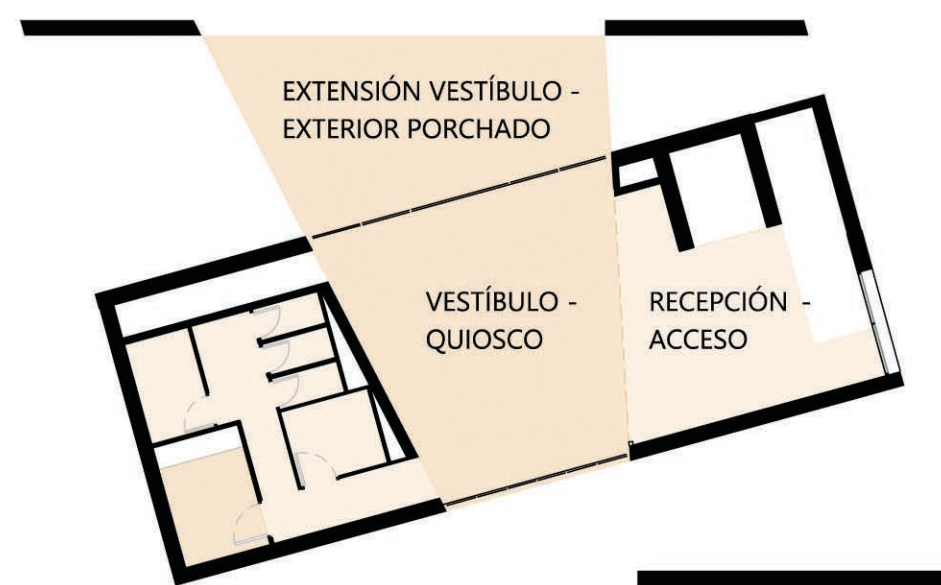 EXTENSIÓN VESTÍBULO -
EXTERIOR PORCHADO
VESTÍBULO -
QUIOSCO
RECEPCIÓN -
ACCESO